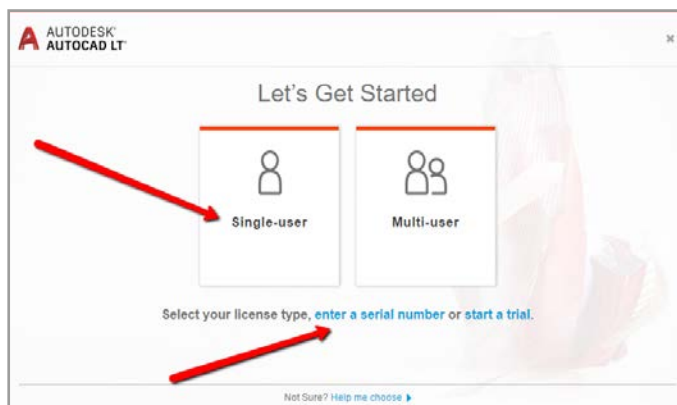 AUTODESK®
AUTOCAD LT®
Let's Get Started
Single-user
Multi-user
Select your license type, enter a serial number or start a trial.
Not Sure? Help me choose